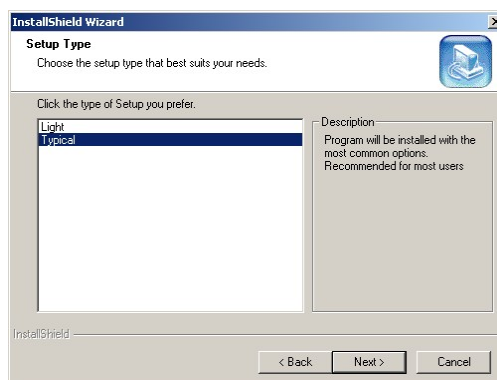 InstallShield Wizard
Setup Type
Choose the setup type that best suits your needs.
Click the type of Setup you prefer.
Light
Typical
Description
Program will be installed with the
most common options.
Recommended for most users
InstallShield
< Back
Next >
Cancel